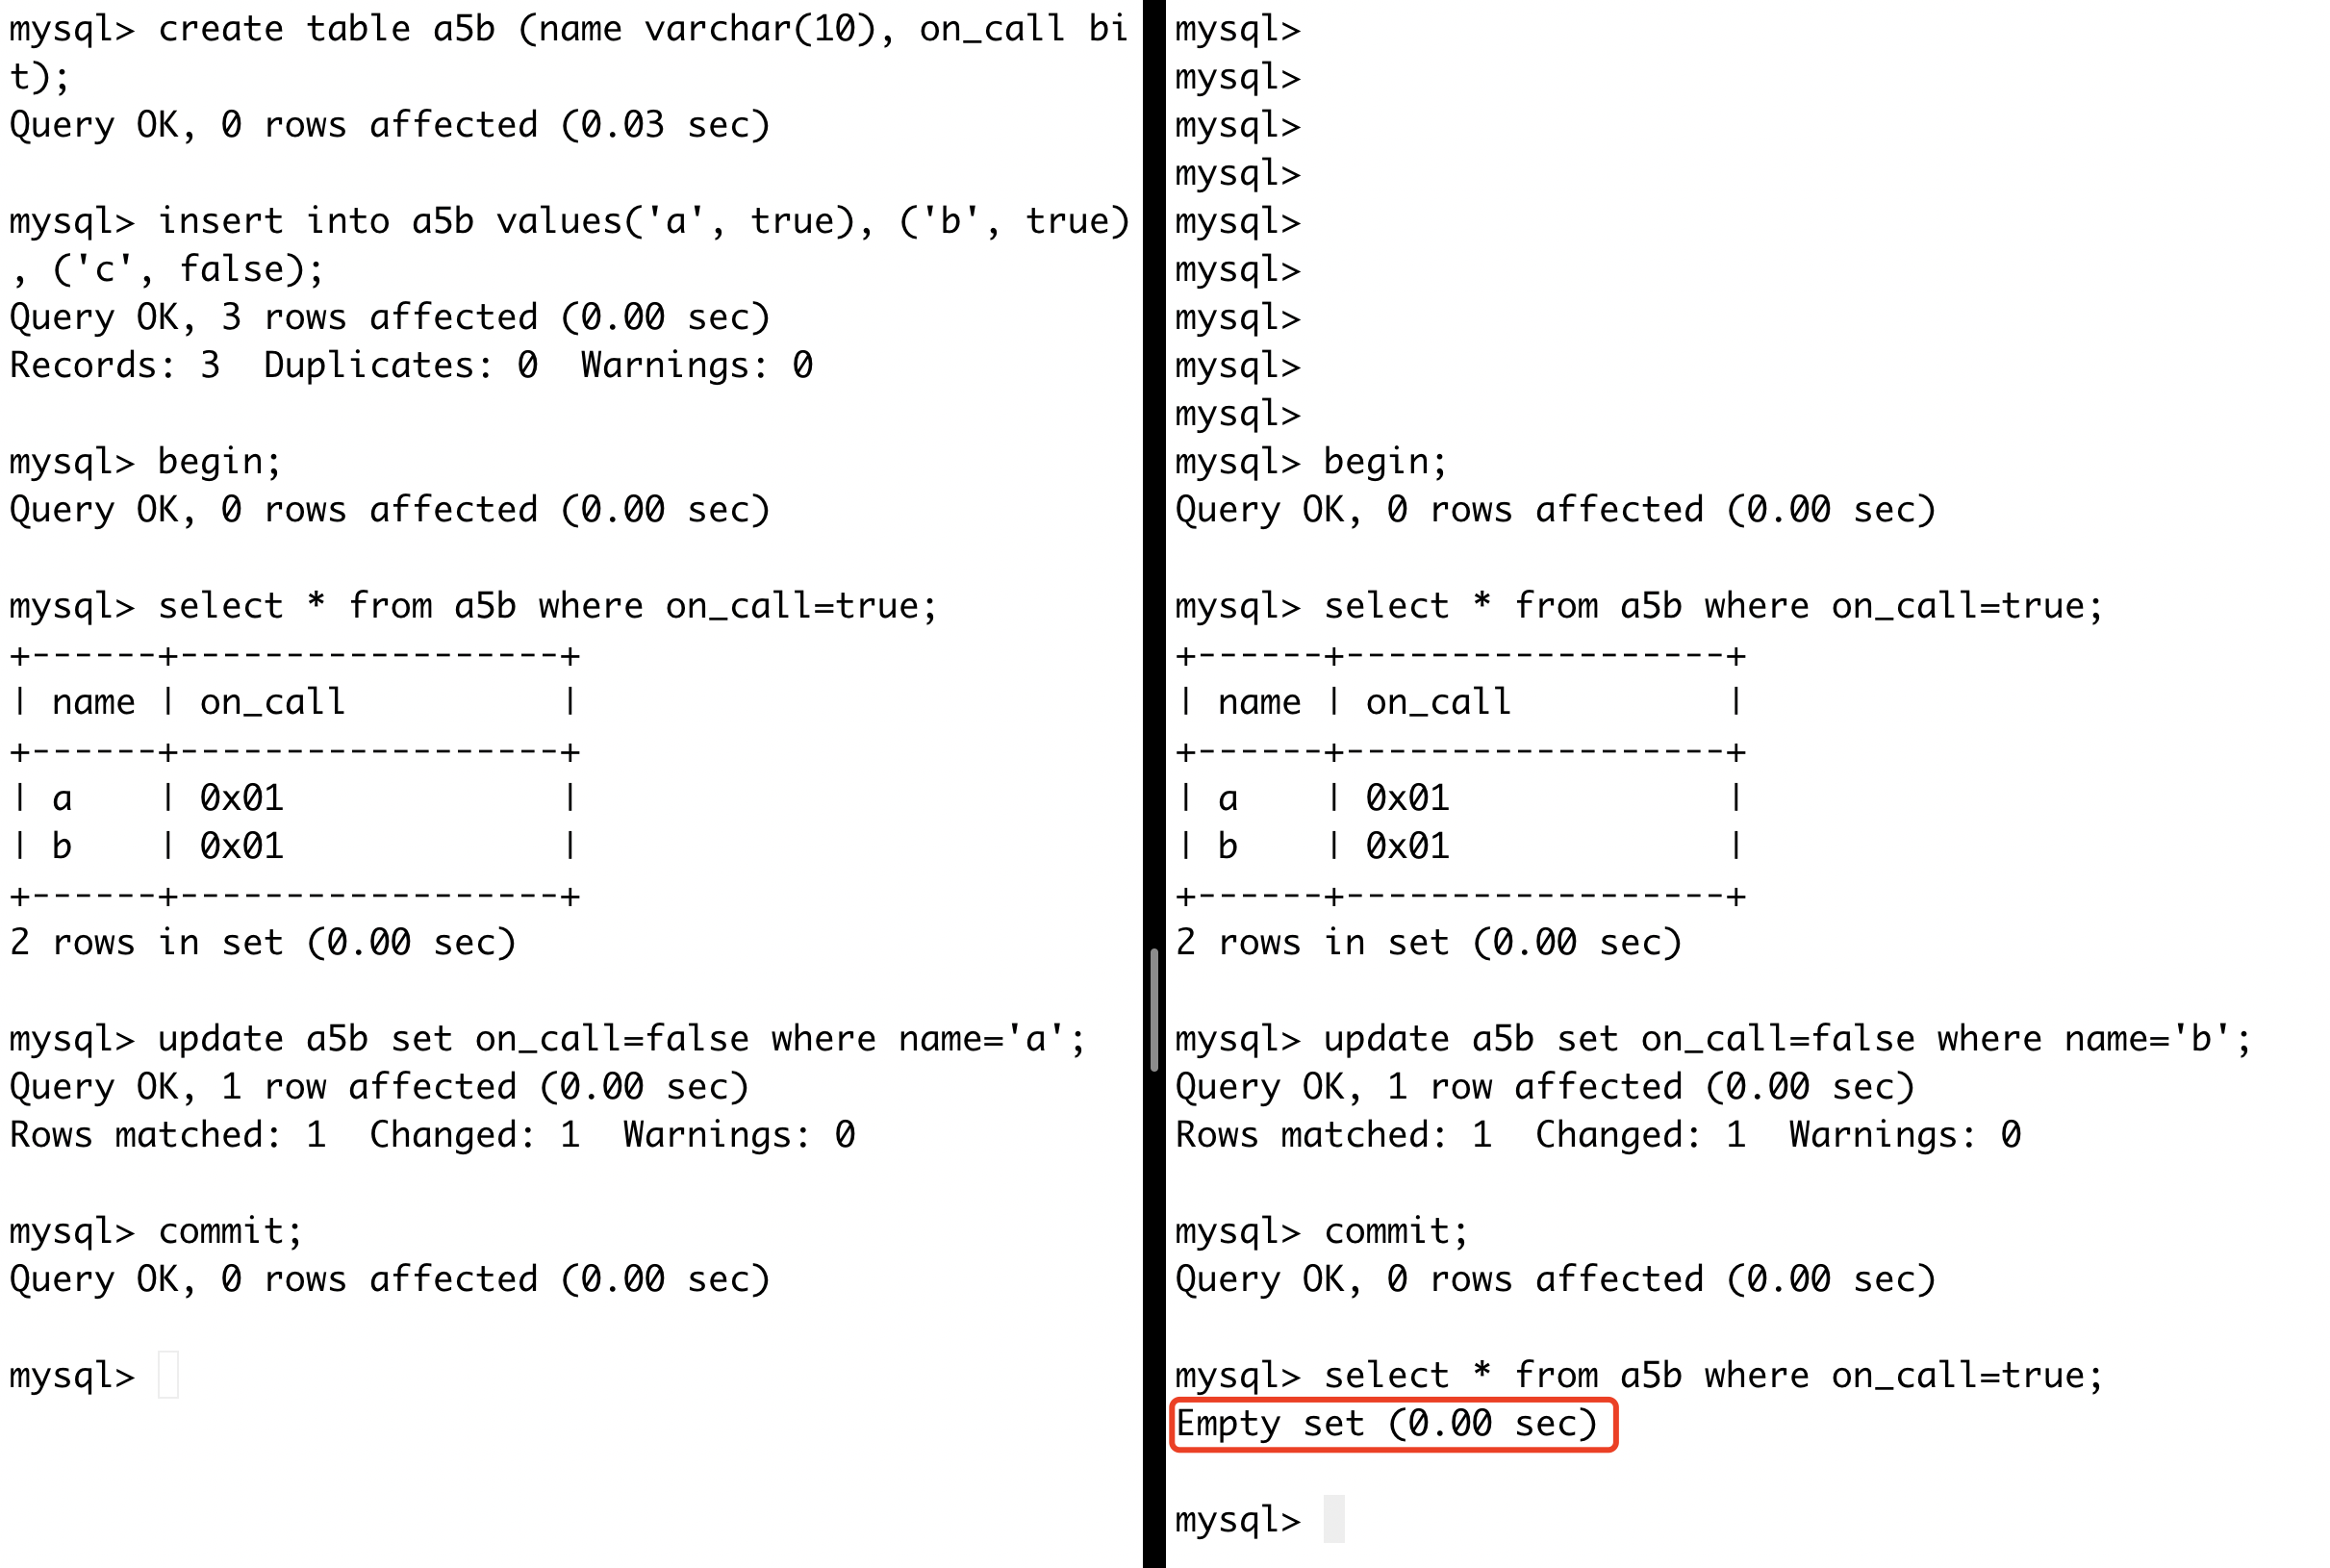 mysql> create table a5b (name varchar(10), on_call bi
t);
Query OK, 0 rows affected (0.03 sec)
mysql> insert into a5b values('a', true), ('b', true)
, ('c', false);
Query OK, 3 rows affected (0.00 sec)
Records: 3  Duplicates: 0  Warnings: 0
mysql> begin;
Query OK, 0 rows affected (0.00 sec)
mysql> select * from a5b where on_call=true;
+------+------------------+
| name | on_call          |
+------+------------------+
| a    | 0x01             |
| b    | 0x01             |
+------+------------------+
2 rows in set (0.00 sec)
mysql> update a5b set on_call=false where name='a';
Query OK, 1 row affected (0.00 sec)
Rows matched: 1  Changed: 1  Warnings: 0
mysql> commit;
Query OK, 0 rows affected (0.00 sec)
mysql>
mysql>
mysql>
mysql>
mysql>
mysql>
mysql>
mysql>
mysql>
mysql>
mysql> begin;
Query OK, 0 rows affected (0.00 sec)
mysql> select * from a5b where on_call=true;
+------+------------------+
| name | on_call          |
+------+------------------+
| a    | 0x01             |
| b    | 0x01             |
+------+------------------+
2 rows in set (0.00 sec)
mysql> update a5b set on_call=false where name='b';
Query OK, 1 row affected (0.00 sec)
Rows matched: 1  Changed: 1  Warnings: 0
mysql> commit;
Query OK, 0 rows affected (0.00 sec)
mysql> select * from a5b where on_call=true;
Empty set (0.00 sec)
mysql>